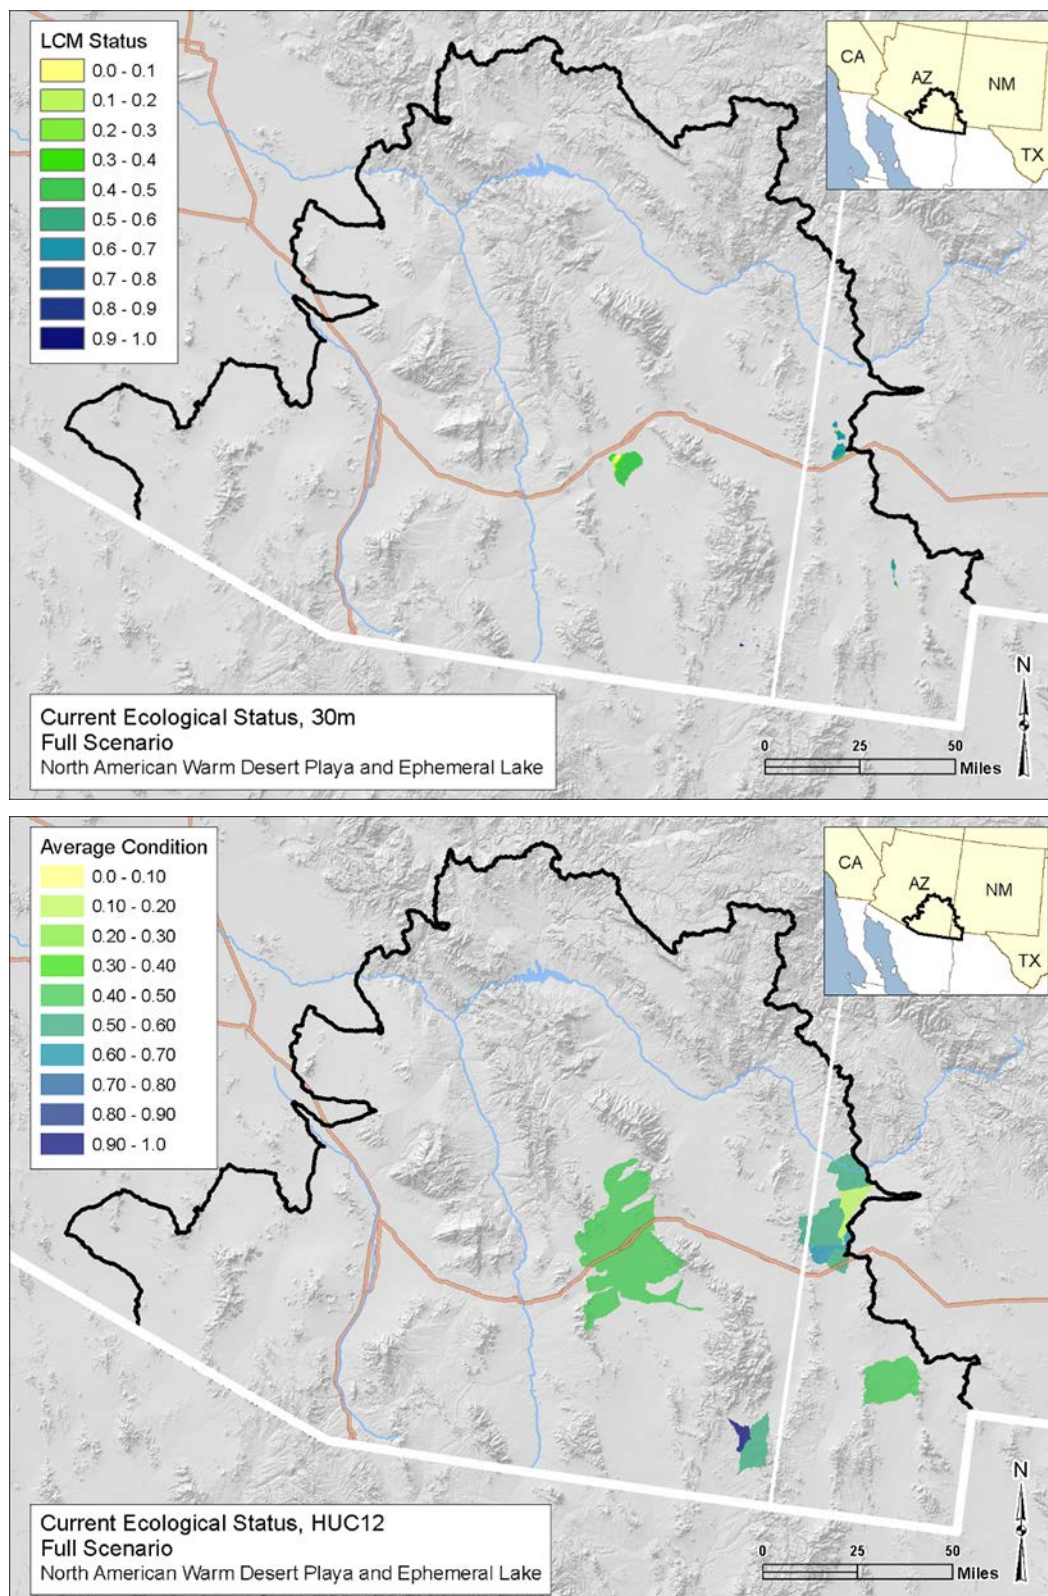 LCM Status
0.0 - 0.1
0.1 - 0.2
0.2 - 0.3
0.3 - 0.4
0.4 - 0.5
0.5 - 0.6
0.6 - 0.7
0.7 - 0.8
0.8 - 0.9
0.9 - 1.0
CA
AZ
NM
TX
Current Ecological Status, 30m
Full Scenario
North American Warm Desert Playa and Ephemeral Lake
N
0 25 50
Miles
Average Condition
0.0 - 0.10
0.10 - 0.20
0.20 - 0.30
0.30 - 0.40
0.40 - 0.50
0.50 - 0.60
0.60 - 0.70
0.70 - 0.80
0.80 - 0.90
0.90 - 1.0
CA
AZ
NM
TX
Current Ecological Status, HUC12
Full Scenario
North American Warm Desert Playa and Ephemeral Lake
N
0 25 50
Miles